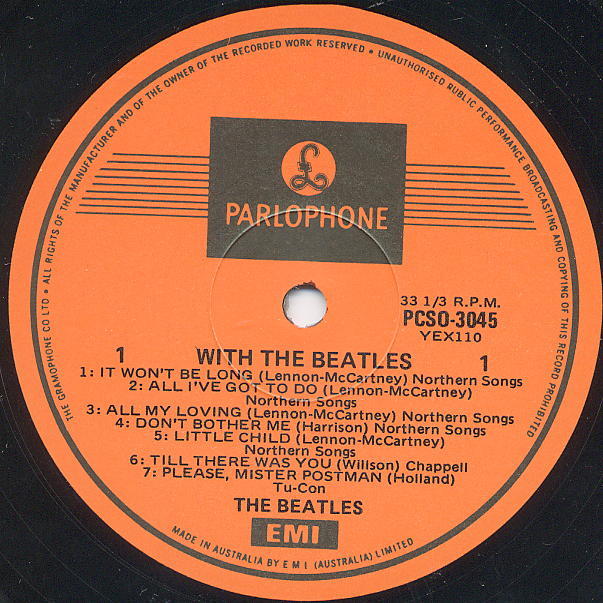 THE GRAMOPHONE CO LTD • ALL RIGHTS OF THE MANUFACTURER AND OF THE OWNER OF THE RECORDED WORK RESERVED • UNAUTHORISED PUBLIC PERFORMANCE BROADCASTING AND COPYING OF THIS RECORD PROHIBITED
£
PARLOPHONE
33 1/3 R.P.M.
PCSO-3045
YEX110
1 WITH THE BEATLES 1
1: IT WON'T BE LONG (Lennon-McCartney) Northern Songs
2: ALL I'VE GOT TO DO (Lennon-McCartney)
Northern Songs
3: ALL MY LOVING (Lennon-McCartney) Northern Songs
4: DON'T BOTHER ME (Harrison) Northern Songs
5: LITTLE CHILD (Lennon-McCartney)
Northern Songs
6: TILL THERE WAS YOU (Willson) Chappell
7: PLEASE, MISTER POSTMAN (Holland)
Tu-Con
THE BEATLES
EMI
MADE IN AUSTRALIA BY E M I (AUSTRALIA) LIMITED